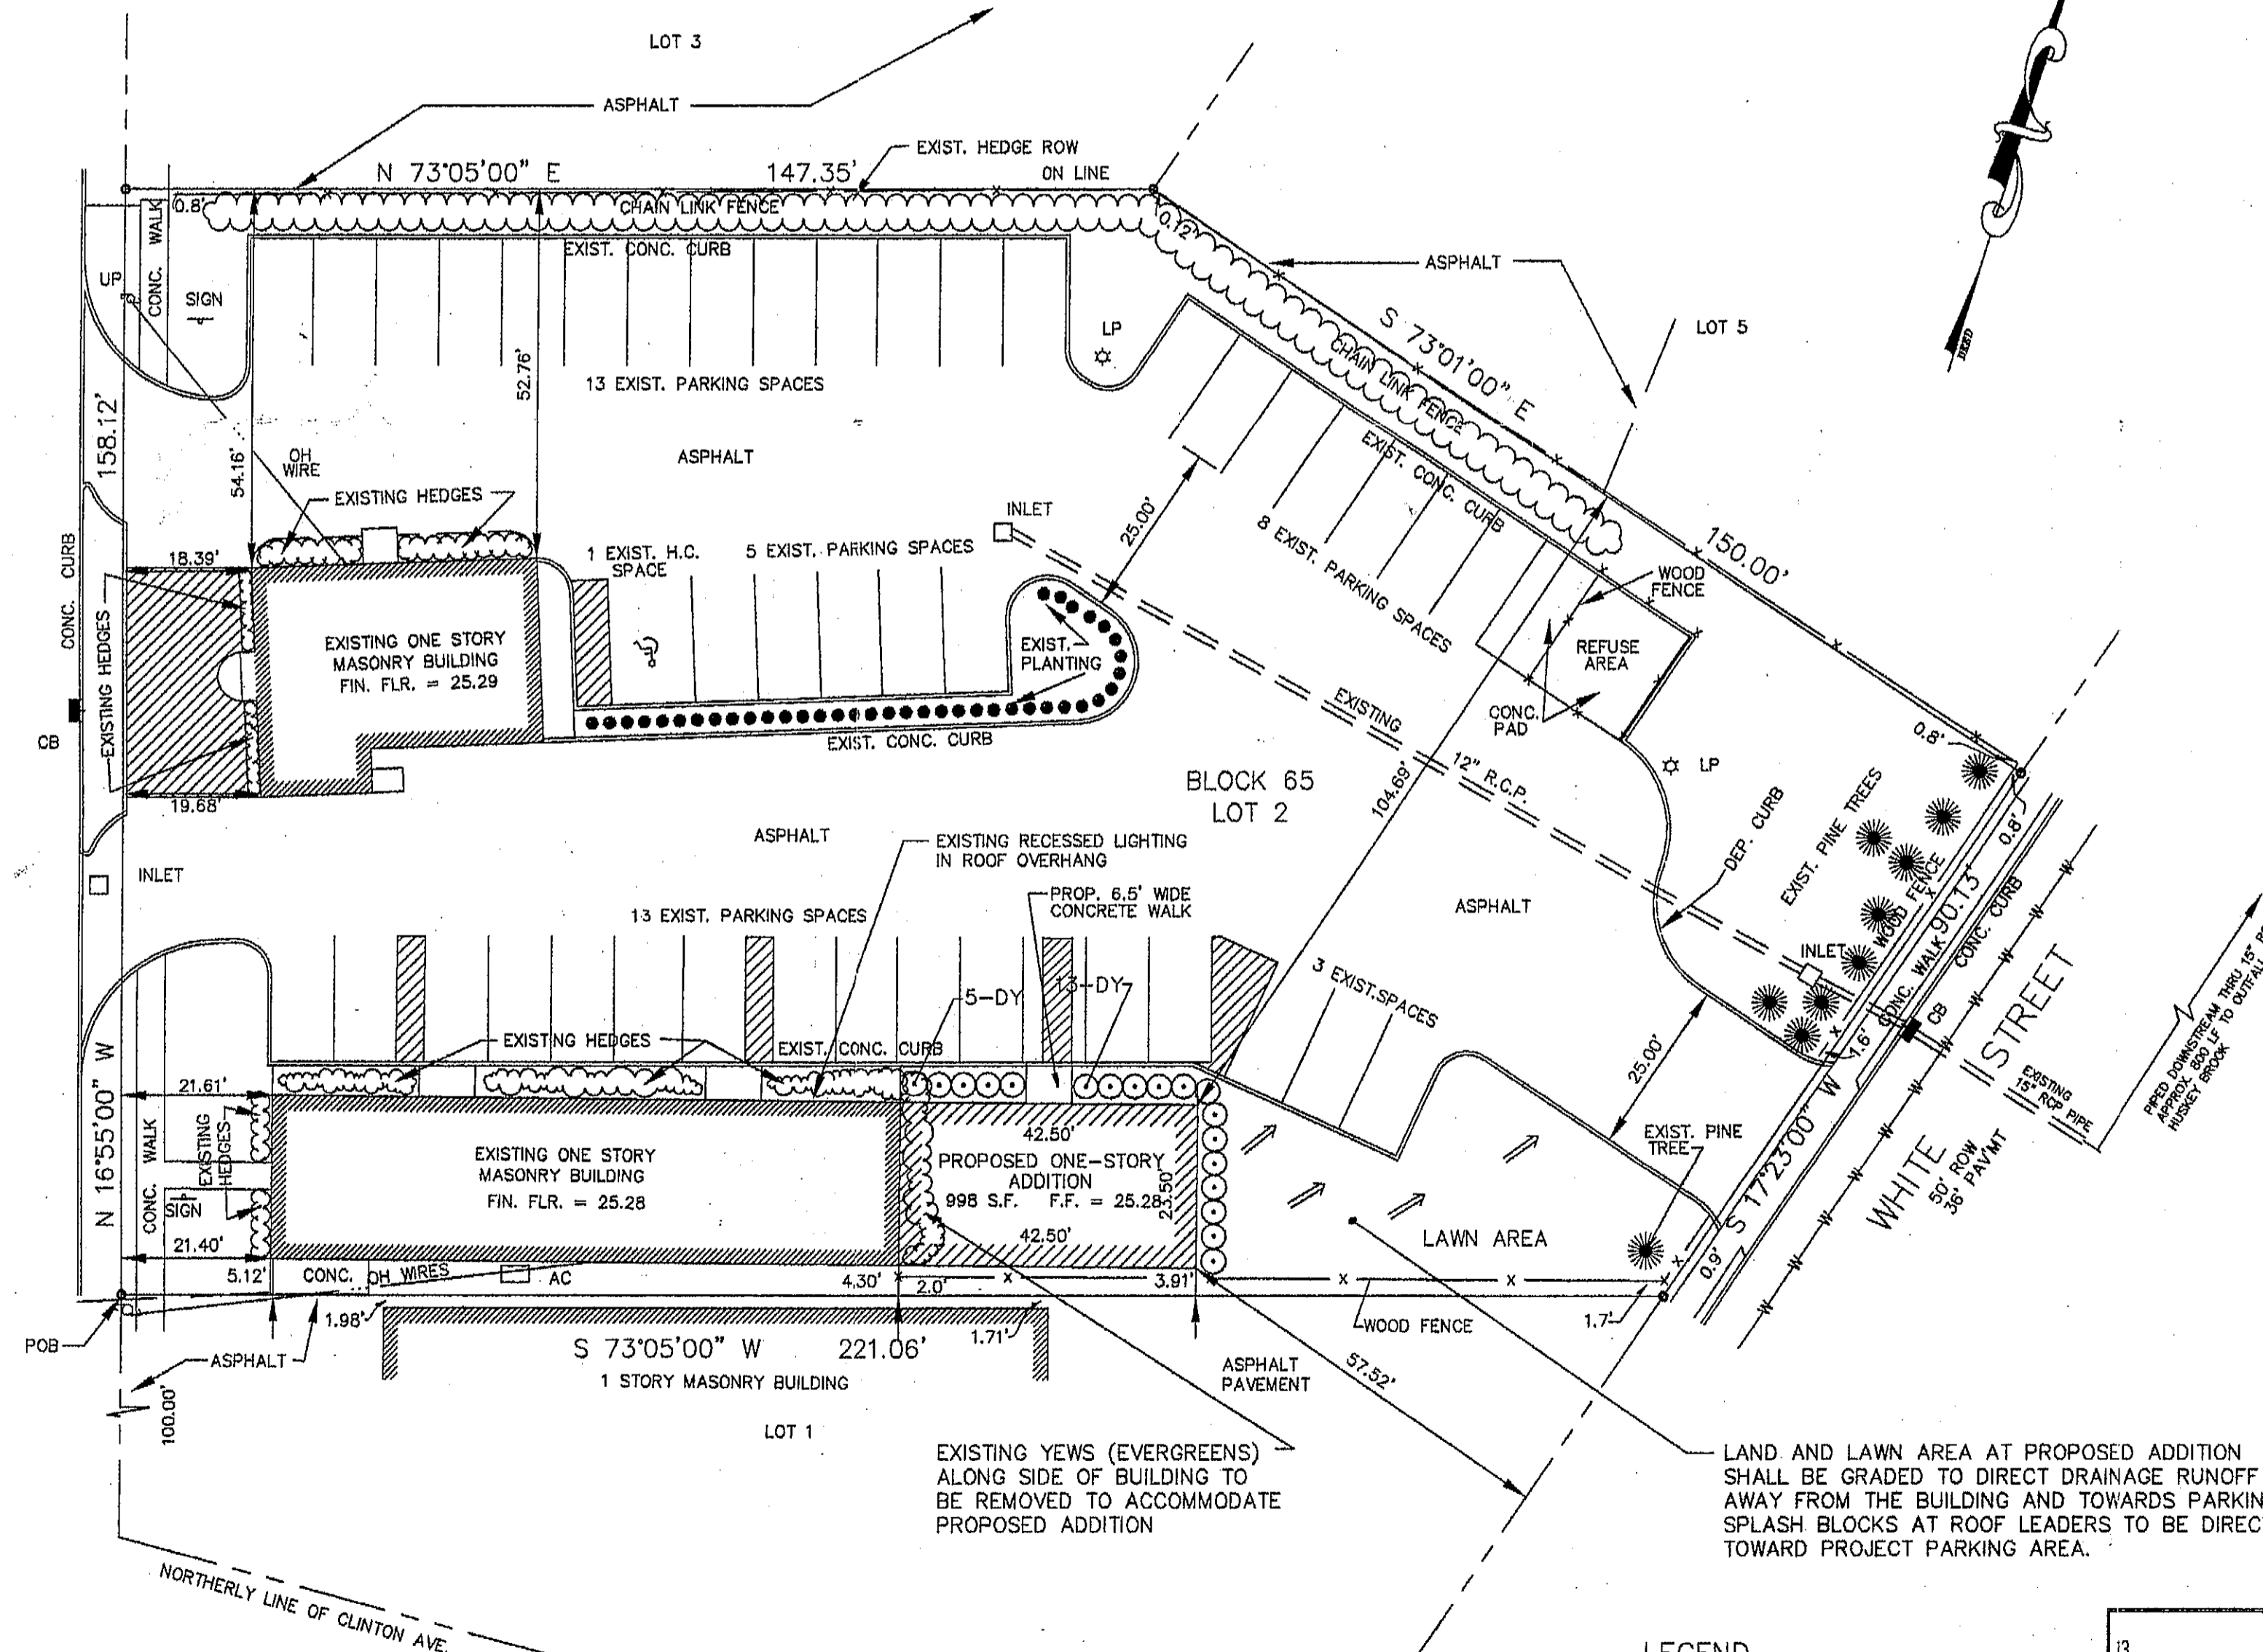 LOT 3
ASPHALT
N 73°05'00" E
147.35'
EXIST. HEDGE ROW
ON LINE
0.8'
CHAIN LINK FENCE
EXIST. CONC. CURB
0.12'
ASPHALT
S 73°01'00" E
150.00'
LOT 5
DEED
CONC. WALK
UP
SIGN
LP
13 EXIST. PARKING SPACES
52.76'
54.16'
158.12'
OH
WIRE
EXISTING HEDGES
ASPHALT
CHAIN LINK FENCE
EXIST. CONC. CURB
8 EXIST. PARKING SPACES
25.00'
INLET
1 EXIST. H.C.
SPACE
5 EXIST. PARKING SPACES
18.39'
CONC. CURB
EXISTING HEDGES
EXISTING ONE STORY
MASONRY BUILDING
FIN. FLR. = 25.29
EXIST.
PLANTING
WOOD
FENCE
REFUSE
AREA
CONC.
PAD
EXISTING
12" R.C.P.
CB
EXIST. CONC. CURB
19.68'
BLOCK 65
LOT 2
104.69'
LP
DEP. CURB
EXIST. PINE TREES
0.8'
0.8'
WOOD FENCE
CONC. WALK
90.13'
CONC. CURB
ASPHALT
EXISTING RECESSED LIGHTING
IN ROOF OVERHANG
INLET
PROP. 6.5' WIDE
CONCRETE WALK
13 EXIST. PARKING SPACES
ASPHALT
INLET
5-DY
13-DY
3 EXIST.SPACES
CONC.
1.6'
CB
W
W
W
W
W
W
W
W
WHITE STREET
50' ROW
36' PAV'MT
EXISTING
15" RCP PIPE
PIPED DOWNSTREAM THRU 15"
APPROX. 800 LF TO OUTFALL
HUSKEY BROOK
EXISTING HEDGES
EXIST. CONC. CURB
25.00'
N 16°55'00" W
21.61'
CONC. WALK
EXISTING
HEDGES
SIGN
21.40'
EXISTING ONE STORY
MASONRY BUILDING
FIN. FLR. = 25.28
42.50'
PROPOSED ONE-STORY
ADDITION
998 S.F. F.F. = 25.28
23.50'
42.50'
EXIST. PINE
TREE
S 17°23'00" W
LAWN AREA
0.9'
5.12'
CONC.
OH WIRES
AC
4.30'
2.0'
3.91'
1.98'
1.71'
WOOD FENCE
1.7'
POB
ASPHALT
S 73°05'00" W
221.06'
1 STORY MASONRY BUILDING
ASPHALT
PAVEMENT
57.52'
100.00'
LOT 1
EXISTING YEWS (EVERGREENS)
ALONG SIDE OF BUILDING TO
BE REMOVED TO ACCOMMODATE
PROPOSED ADDITION
LAND AND LAWN AREA AT PROPOSED ADDITION
SHALL BE GRADED TO DIRECT DRAINAGE RUNOFF
AWAY FROM THE BUILDING AND TOWARDS PARKIN
SPLASH BLOCKS AT ROOF LEADERS TO BE DIREC
TOWARD PROJECT PARKING AREA.
NORTHERLY LINE OF CLINTON AVE.
LEGEND
13